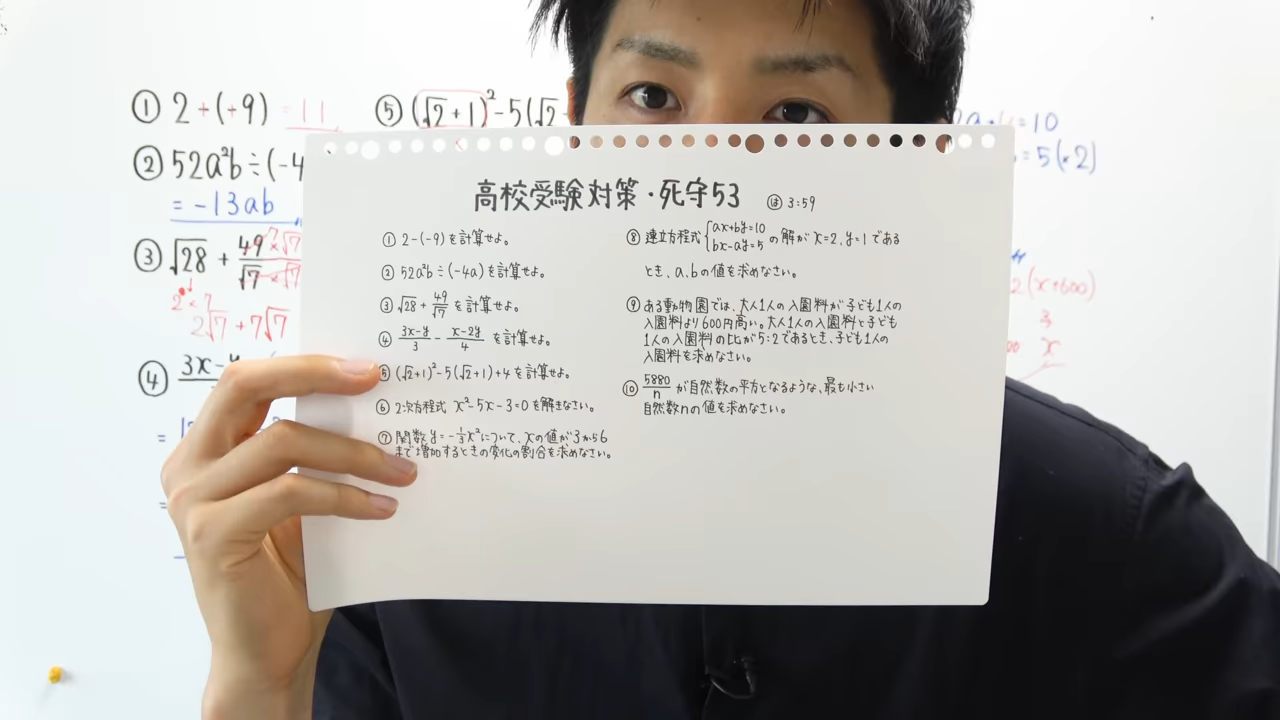 高校受験対策・死守53
は 3:59
① 2-(-9)を計算せよ。
② 52a²b÷(-4a)を計算せよ。
③ √28 + 49/√7 を計算せよ。
④ (3x-y)/3 - (x-2y)/4 を計算せよ。
⑤ (√2+1)²-5(√2+1)+4を計算せよ。
⑥ 2次方程式 x²-5x-3=0を解きなさい。
⑦ 関数y=-1/3x²について、xの値が3から6
まで増加するときの変化の割合を求めなさい。
⑧ 連立方程式{ax+by=10 bx-ay=5 の解がx=2,y=1である
とき、a,bの値を求めなさい。
⑨ ある動物園では、大人1人の入園料が子ども1人の
入園料より600円高い。大人1人の入園料と子ども
1人の入園料の比が5:2であるとき、子ども1人の
入園料を求めなさい。
⑩ 5880/n が自然数の平方となるような、最も小さい
自然数nの値を求めなさい。
① 2+(+9) = 11
② 52a²b÷(-4
= -13ab
③ √28 + 49/√7 ×√7 ×√7
2²×7
2√7+7√7
④ 3x-y
⑤ (√2+1)²-5(√2
=10
=5(×2)
2(x+600)
x